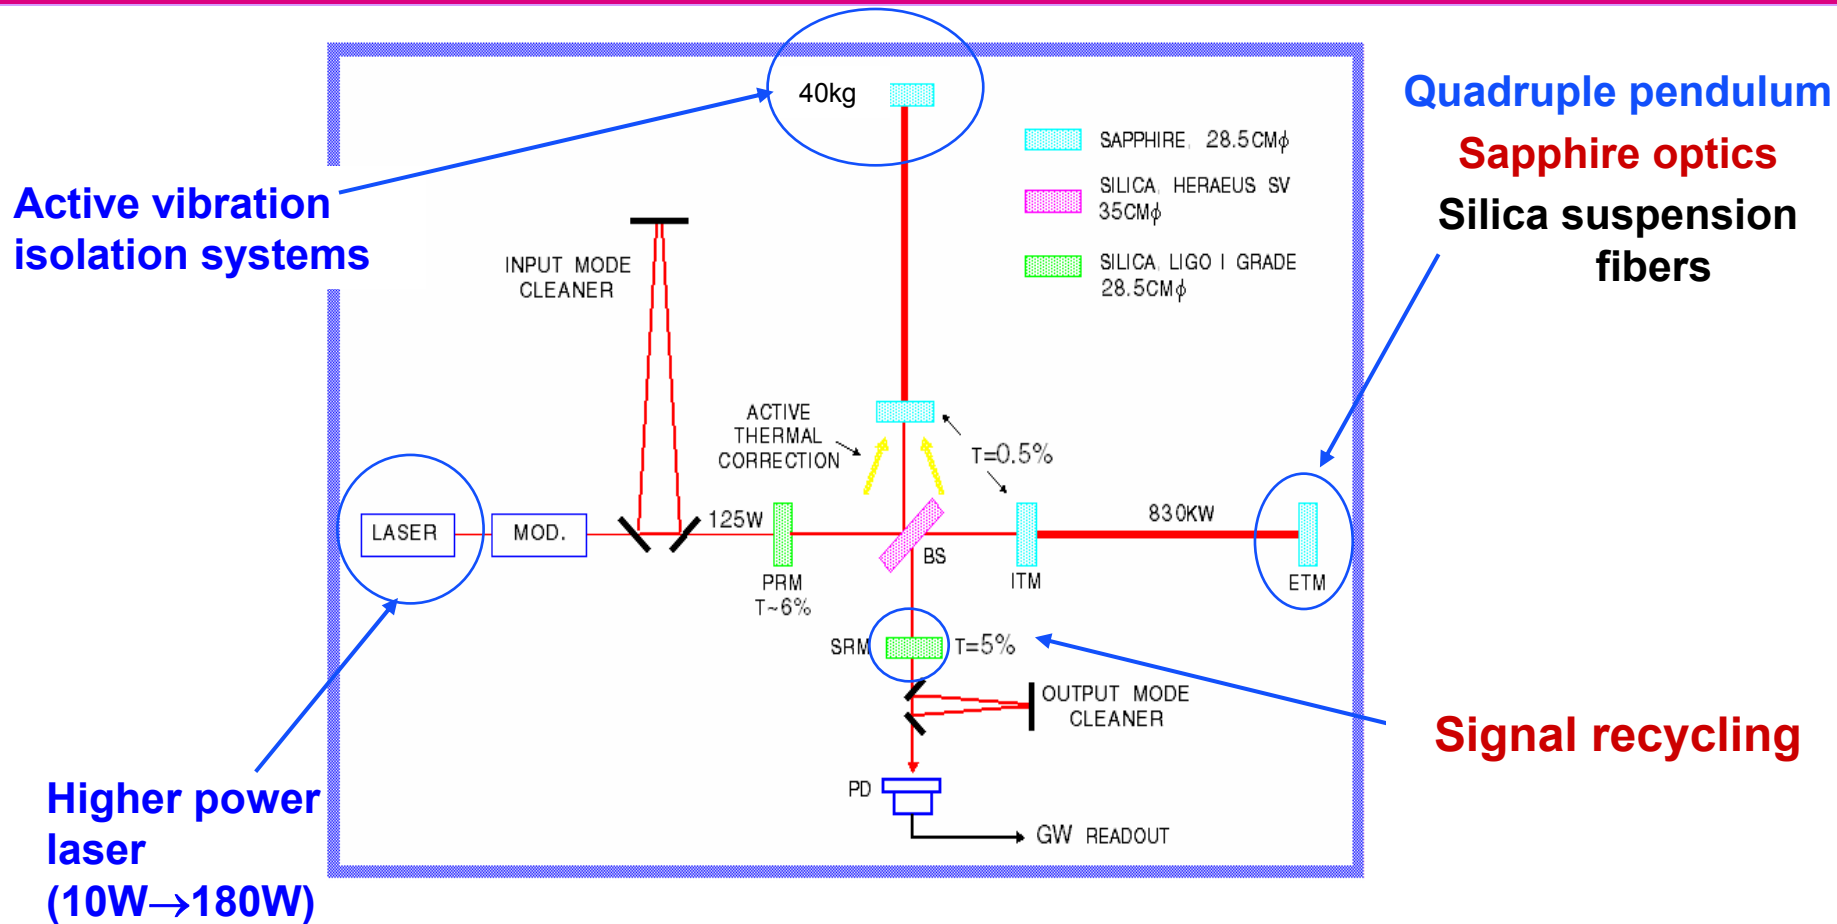 40kg
Quadruple pendulum
Sapphire optics
Silica suspension
fibers
SAPPHIRE, 28.5CMϕ
SILICA, HERAEUS SV
35CMϕ
SILICA, LIGO I GRADE
28.5CMϕ
Active vibration
isolation systems
INPUT MODE
CLEANER
ACTIVE
THERMAL
CORRECTION
T=0.5%
LASER
MOD.
125W
830KW
BS
PRM
T~6%
ITM
ETM
SRM
T=5%
OUTPUT MODE
CLEANER
Signal recycling
PD
GW READOUT
Higher power
laser
(10W→180W)